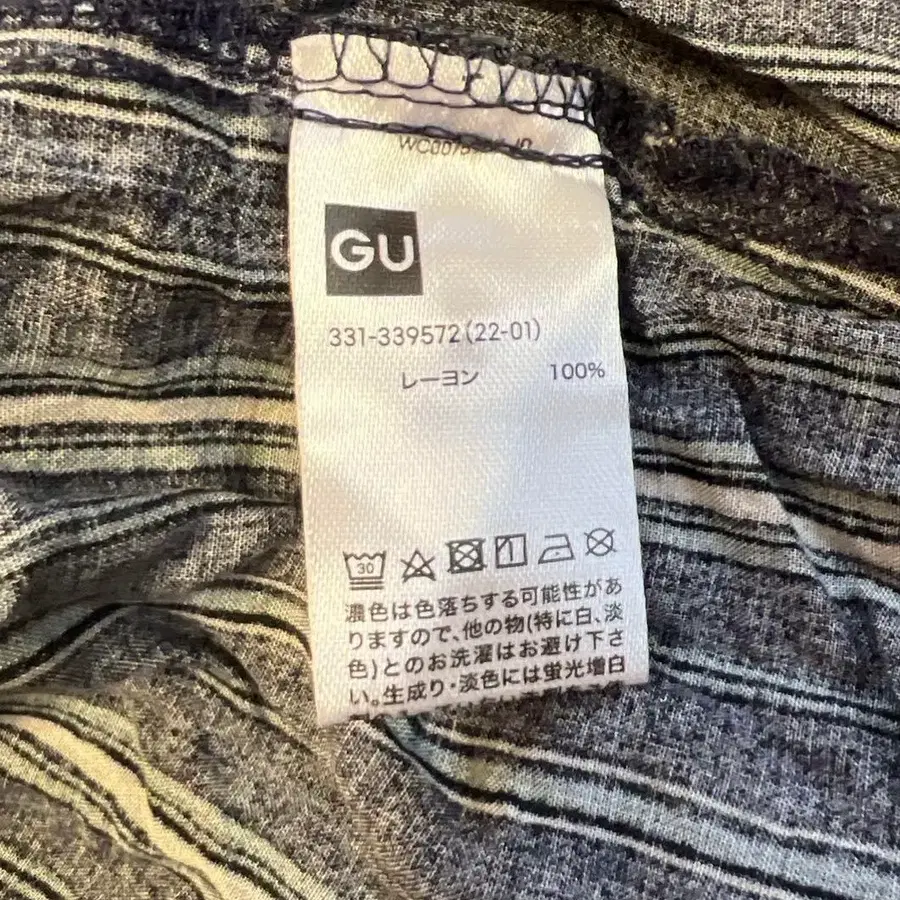 GU
331-339572(22-01)
レーヨン 100%
30
濃色は色落ちする可能性があ
りますので、他の物(特に白、淡
色)とのお洗濯はお避け下さ
い。生成り・淡色には蛍光増白